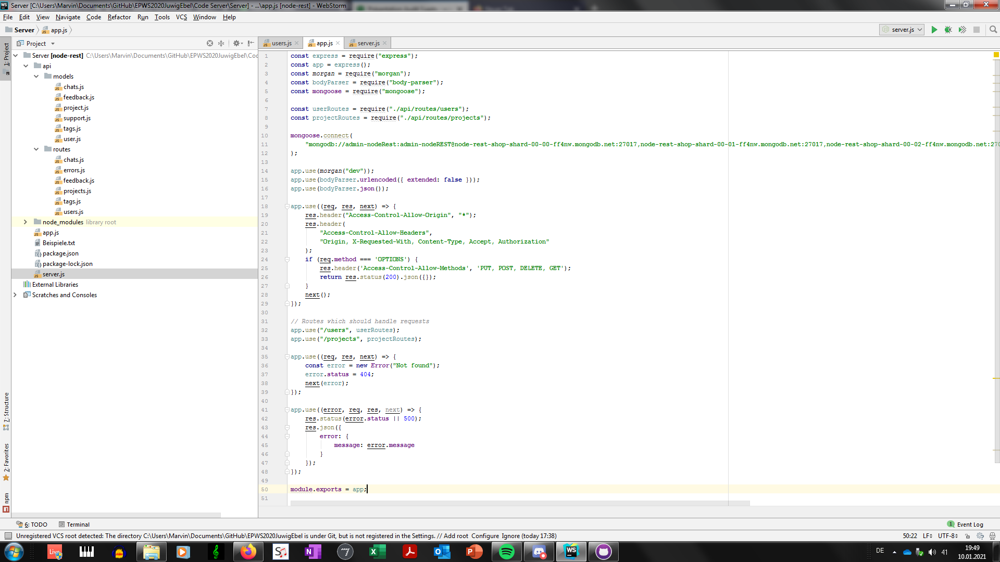 Server [C:\Users\Marvin\Documents\GitHub\EPWS2020JuwigEbel\Code Server\Server] - ...\app.js [node-rest] - WebStorm
File Edit View Navigate Code Refactor Run Tools VCS Window Help
Server app.js server.js
Project users.js app.js server.js
1: Project
Server [node-rest] C:\Users\Marvin\Documents\GitHub\EPWS2020JuwigEbel\Coc
api
models
chats.js
feedback.js
project.js
support.js
tags.js
user.js
routes
chats.js
errors.js
feedback.js
projects.js
tags.js
users.js
node_modules library root
app.js
Beispiele.txt
package.json
package-lock.json
server.js
External Libraries
Scratches and Consoles
7: Structure
2: Favorites
npm
1 const express = require("express");
2 const app = express();
3 const morgan = require("morgan");
4 const bodyParser = require("body-parser");
5 const mongoose = require("mongoose");
6
7 const userRoutes = require("./api/routes/users");
8 const projectRoutes = require("./api/routes/projects");
9
10 mongoose.connect(
11 "mongodb://admin-nodeRest:admin-nodeREST@node-rest-shop-shard-00-00-ff4nw.mongodb.net:27017,node-rest-shop-shard-00-01-ff4nw.mongodb.net:27017,node-rest-shop-shard-00-02-ff4nw.mongodb.net:270
12 );
13
14 app.use(morgan("dev"));
15 app.use(bodyParser.urlencoded({ extended: false }));
16 app.use(bodyParser.json());
17
18 app.use((req, res, next) => {
19 res.header("Access-Control-Allow-Origin", "*");
20 res.header(
21 "Access-Control-Allow-Headers",
22 "Origin, X-Requested-With, Content-Type, Accept, Authorization"
23 );
24 if (req.method === 'OPTIONS') {
25 res.header('Access-Control-Allow-Methods', 'PUT, POST, DELETE, GET');
26 return res.status(200).json({});
27 }
28 next();
29 });
30
31 // Routes which should handle requests
32 app.use("/users", userRoutes);
33 app.use("/projects", projectRoutes);
34
35 app.use((req, res, next) => {
36 const error = new Error("Not found");
37 error.status = 404;
38 next(error);
39 });
40
41 app.use((error, req, res, next) => {
42 res.status(error.status || 500);
43 res.json({
44 error: {
45 message: error.message
46 }
47 });
48 });
49
50 module.exports = app;
51
6: TODO Terminal 1 Event Log
Unregistered VCS root detected: The directory C:\Users\Marvin\Documents\GitHub\EPWS2020JuwigEbel is under Git, but is not registered in the Settings. // Add root Configure Ignore (today 17:38) 50:22 LF UTF-8
Live DE 41 19:49
10.01.2021